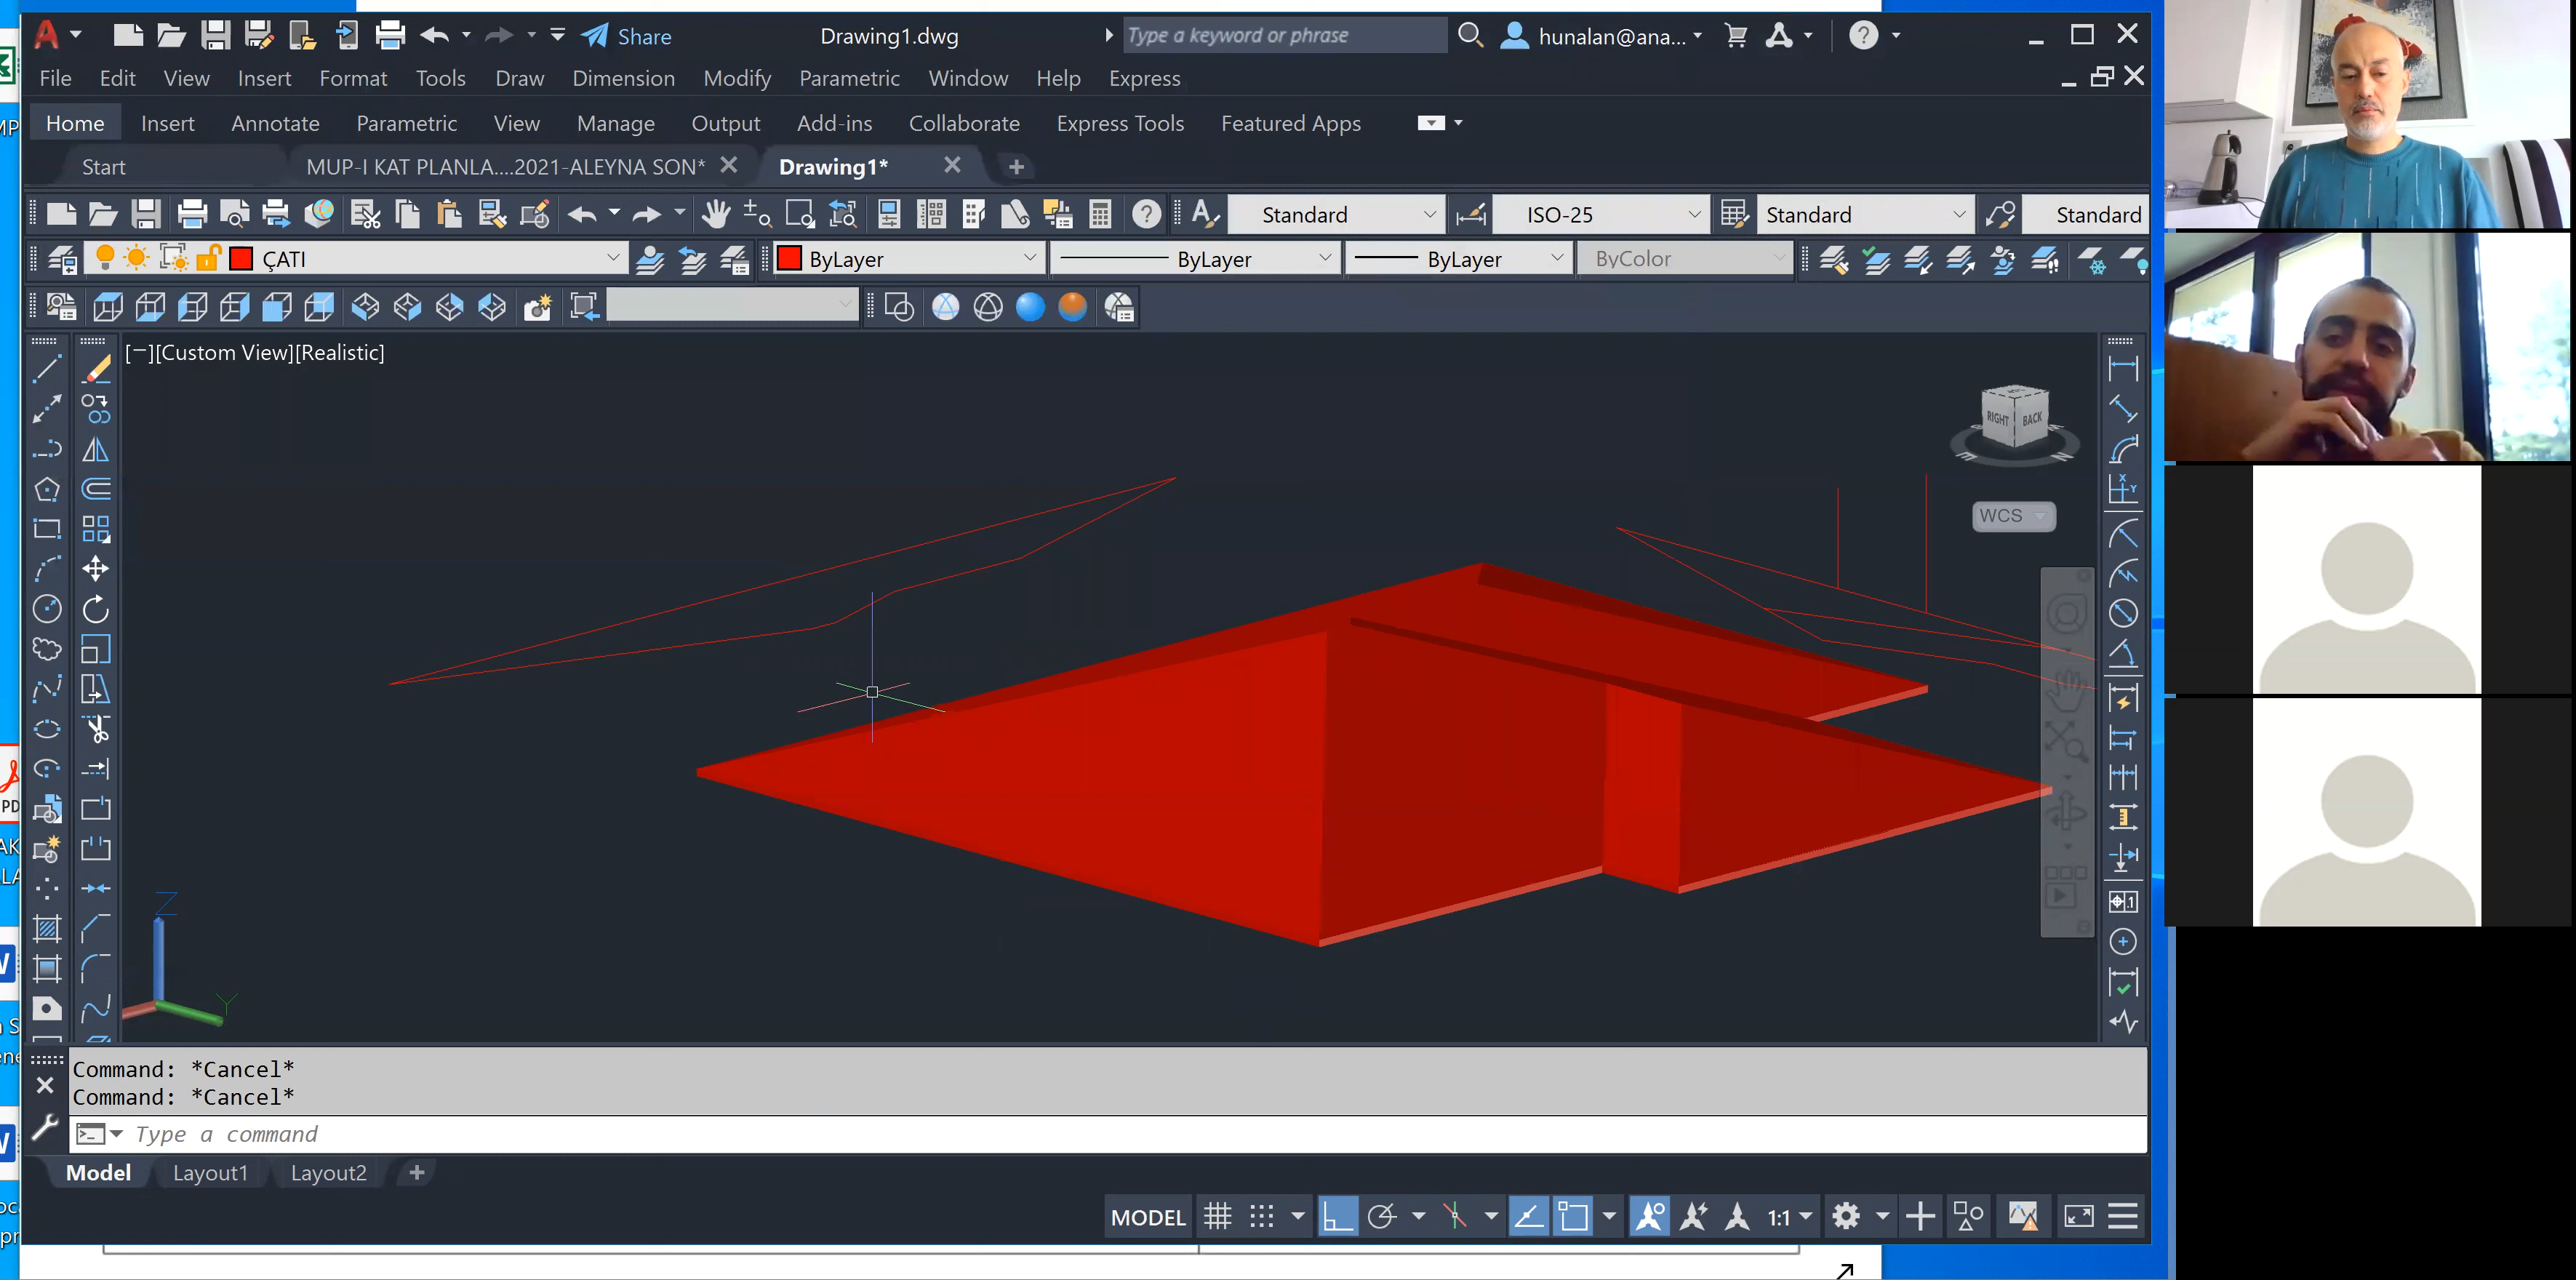 Share
Drawing1.dwg
Type a keyword or phrase
hunalan@ana...
File Edit View Insert Format Tools Draw Dimension Modify Parametric Window Help Express
Home Insert Annotate Parametric View Manage Output Add-ins Collaborate Express Tools Featured Apps
Start MUP-I KAT PLANLA....2021-ALEYNA SON* Drawing1*
Standard ISO-25 Standard Standard
ÇATI ByLayer ByLayer ByLayer ByColor
[−][Custom View][Realistic]
RIGHT BACK
WCS
Z
Y
Command: *Cancel*
Command: *Cancel*
Type a command
Model Layout1 Layout2
MODEL 1:1